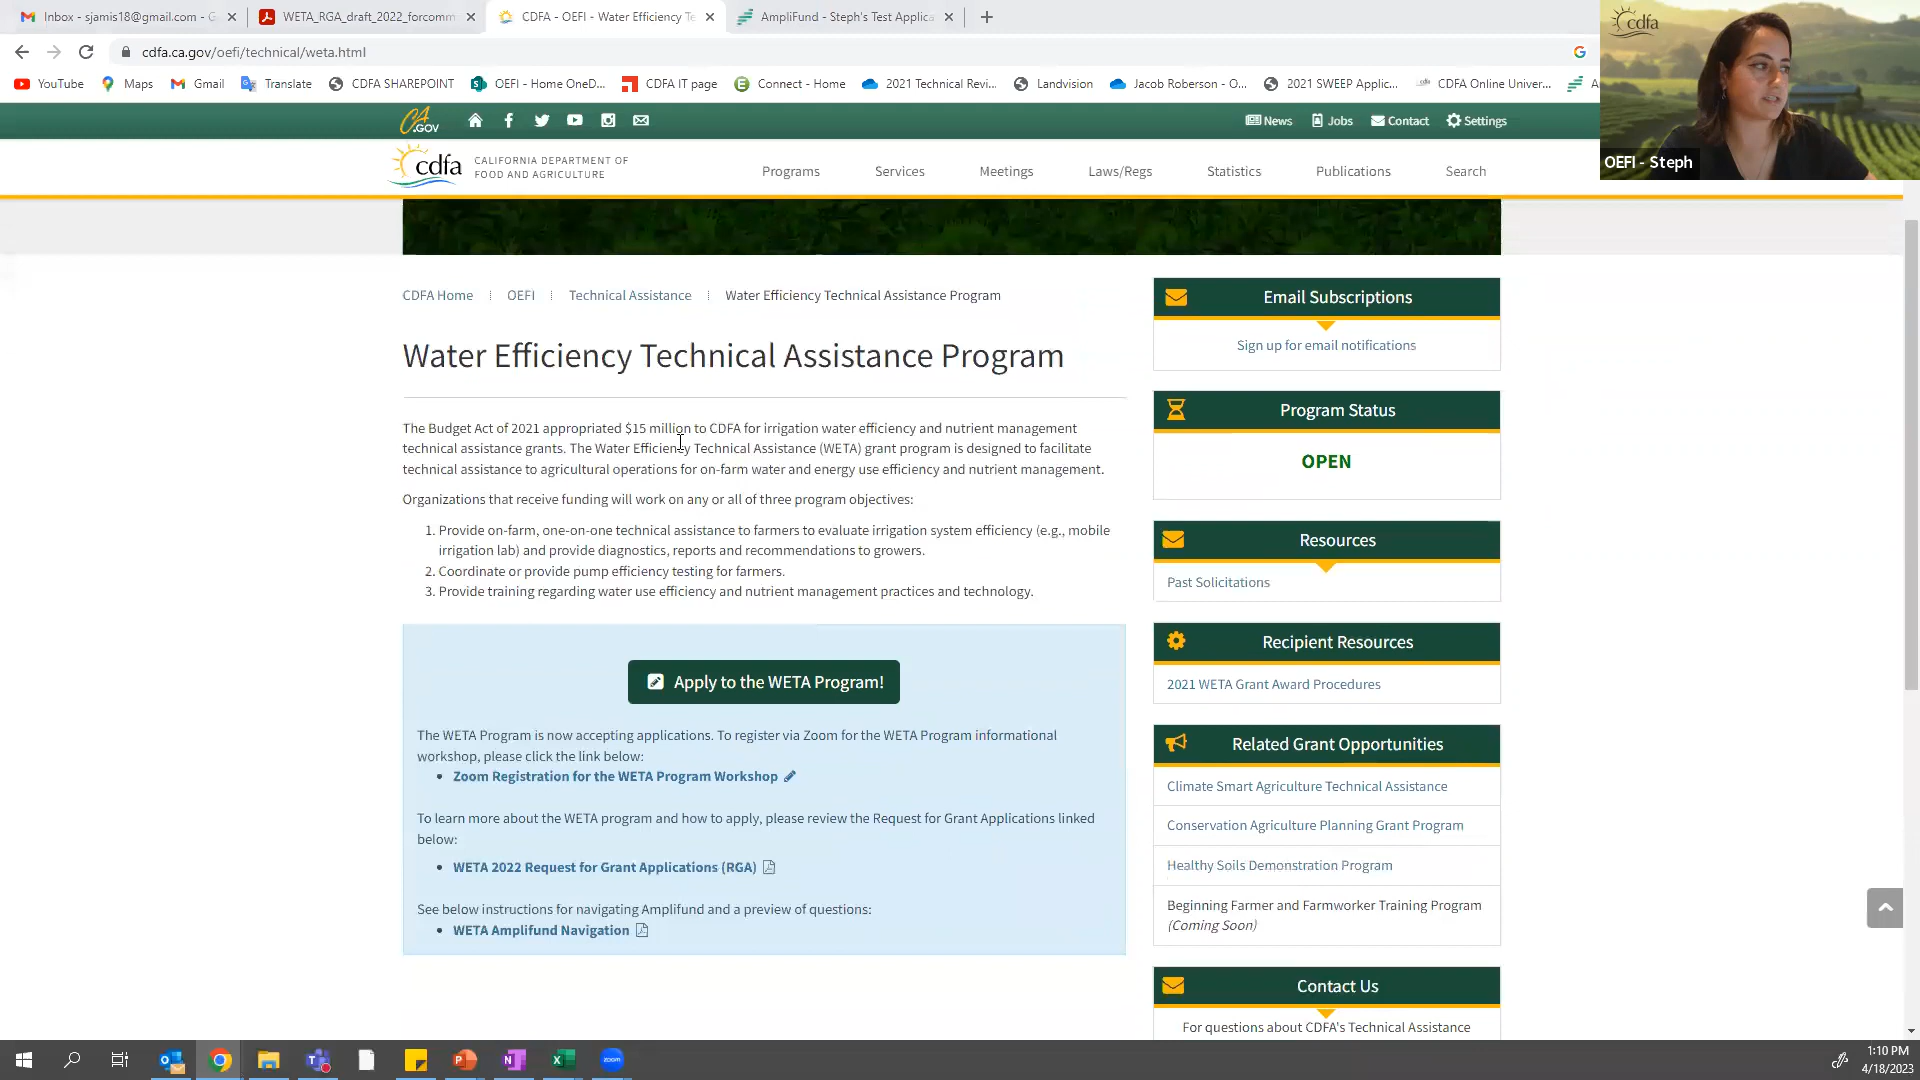 Inbox - sjamis18@gmail.com - G
WETA_RGA_draft_2022_forcomm
CDFA - OEFI - Water Efficiency Te
AmpliFund - Steph's Test Applica
cdfa.ca.gov/oefi/technical/weta.html
YouTube
Maps
Gmail
Translate
CDFA SHAREPOINT
OEFI - Home OneD...
CDFA IT page
Connect - Home
2021 Technical Revi...
Landvision
Jacob Roberson - O...
2021 SWEEP Applic...
CDFA Online Univer...
A
cdfa
OEFI - Steph
CA.GOV
News
Jobs
Contact
Settings
cdfa
CALIFORNIA DEPARTMENT OF
FOOD AND AGRICULTURE
Programs
Services
Meetings
Laws/Regs
Statistics
Publications
Search
CDFA Home
OEFI
Technical Assistance
Water Efficiency Technical Assistance Program
Water Efficiency Technical Assistance Program
The Budget Act of 2021 appropriated $15 million to CDFA for irrigation water efficiency and nutrient management
technical assistance grants. The Water Efficiency Technical Assistance (WETA) grant program is designed to facilitate
technical assistance to agricultural operations for on-farm water and energy use efficiency and nutrient management.
Organizations that receive funding will work on any or all of three program objectives:
1. Provide on-farm, one-on-one technical assistance to farmers to evaluate irrigation system efficiency (e.g., mobile
irrigation lab) and provide diagnostics, reports and recommendations to growers.
2. Coordinate or provide pump efficiency testing for farmers.
3. Provide training regarding water use efficiency and nutrient management practices and technology.
Apply to the WETA Program!
The WETA Program is now accepting applications. To register via Zoom for the WETA Program informational
workshop, please click the link below:
• Zoom Registration for the WETA Program Workshop
To learn more about the WETA program and how to apply, please review the Request for Grant Applications linked
below:
• WETA 2022 Request for Grant Applications (RGA)
See below instructions for navigating Amplifund and a preview of questions:
• WETA Amplifund Navigation
Email Subscriptions
Sign up for email notifications
Program Status
OPEN
Resources
Past Solicitations
Recipient Resources
2021 WETA Grant Award Procedures
Related Grant Opportunities
Climate Smart Agriculture Technical Assistance
Conservation Agriculture Planning Grant Program
Healthy Soils Demonstration Program
Beginning Farmer and Farmworker Training Program
(Coming Soon)
Contact Us
For questions about CDFA's Technical Assistance
zoom
1:10 PM
4/18/2023